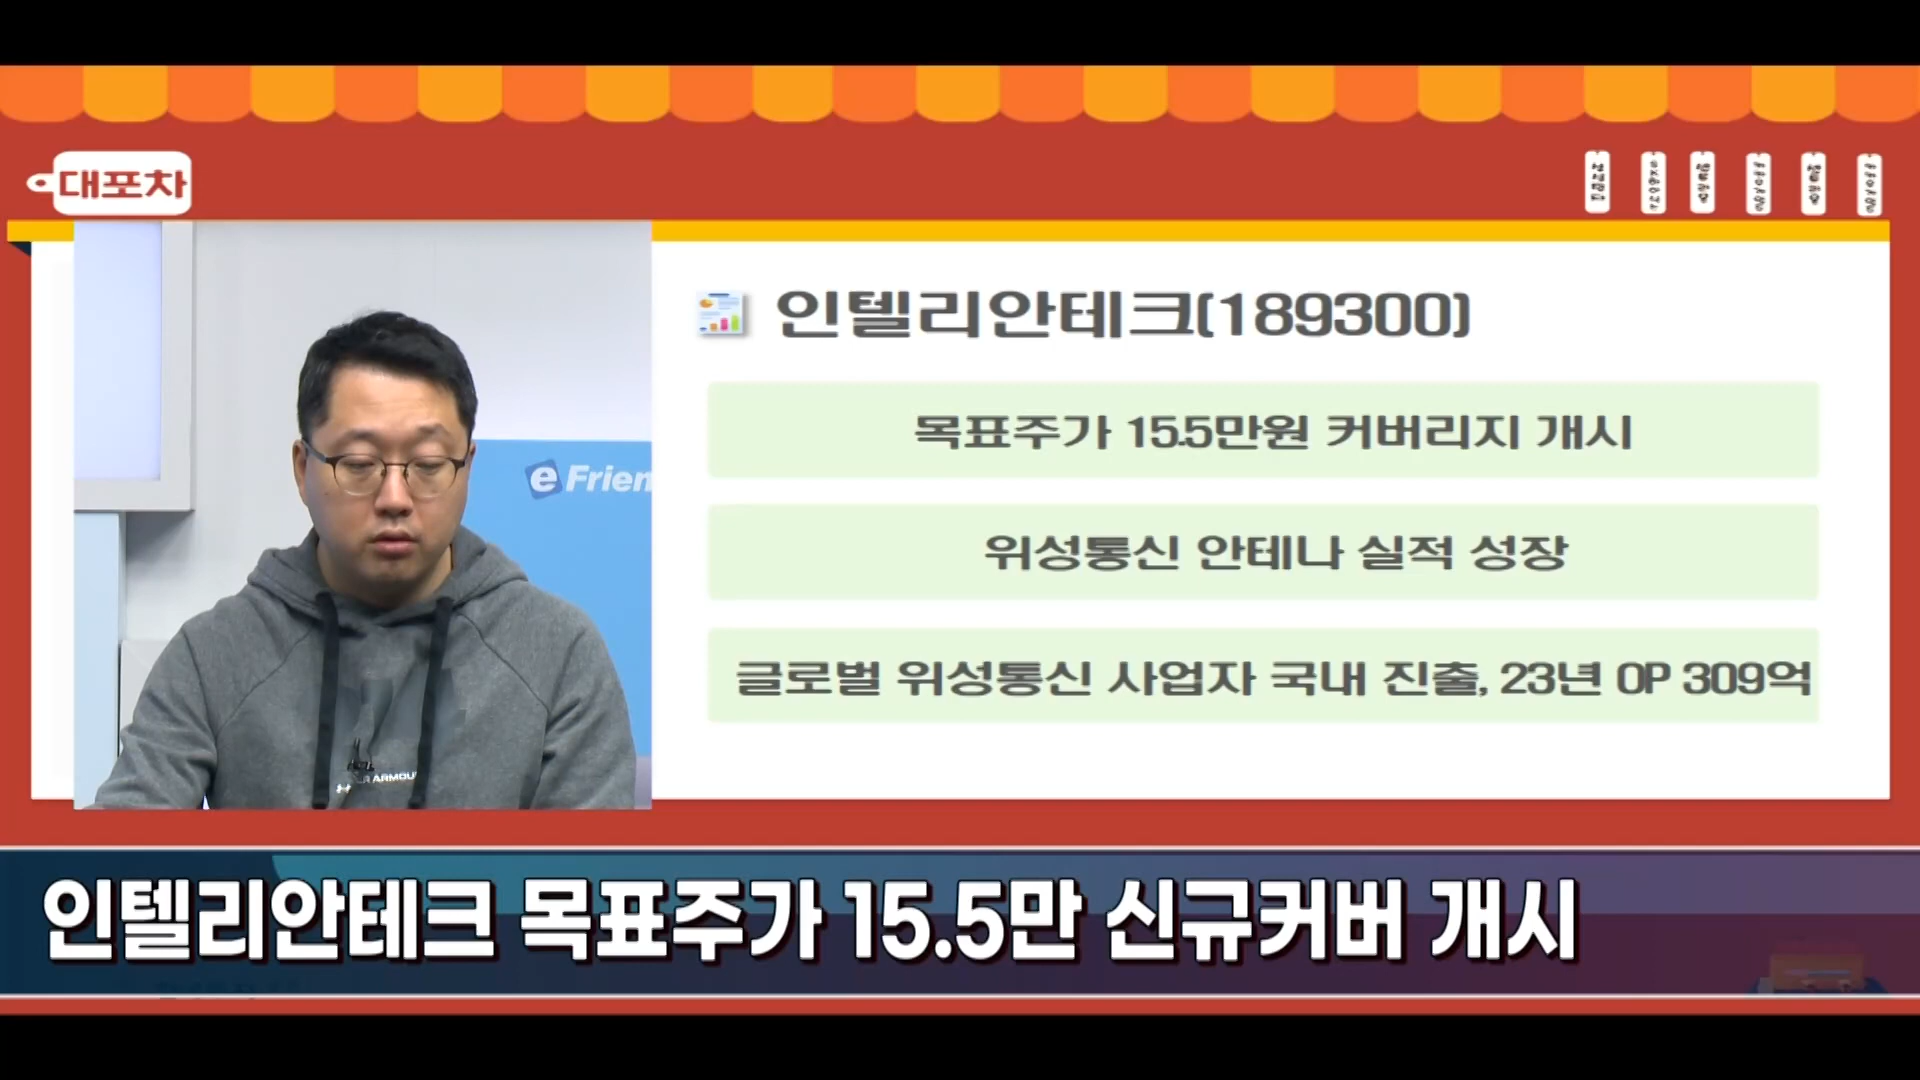 대포차
e Frien
인텔리안테크(189300)
목표주가 15.5만원 커버리지 개시
위성통신 안테나 실적 성장
글로벌 위성통신 사업자 국내 진출, 23년 OP 309억
ARMOU
인텔리안테크 목표주가 15.5만 신규커버 개시